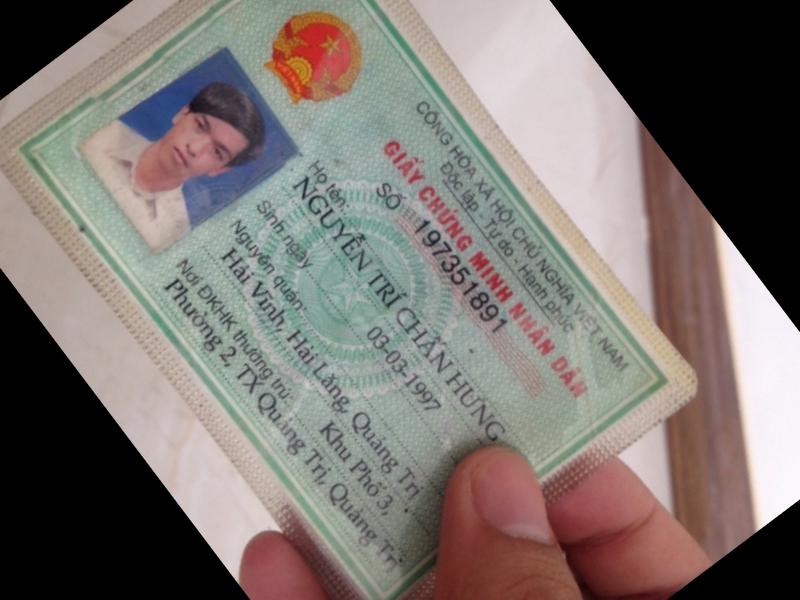 CỘNG HÒA XÃ HỘI CHỦ NGHĨA VIỆT NAM
Độc lập - Tự do - Hạnh phúc
GIẤY CHỨNG MINH NHÂN DÂN
SỐ 197351891
Họ tên: NGUYỄN TRÍ CHẤN HƯNG
Sinh ngày: 03-03-1997
Nguyên quán: Hải Vĩnh, Hải Lăng, Quảng Trị
Nơi ĐKHK thường trú: Khu Phố 3,
Phường 2, TX Quảng Trị, Quảng Trị